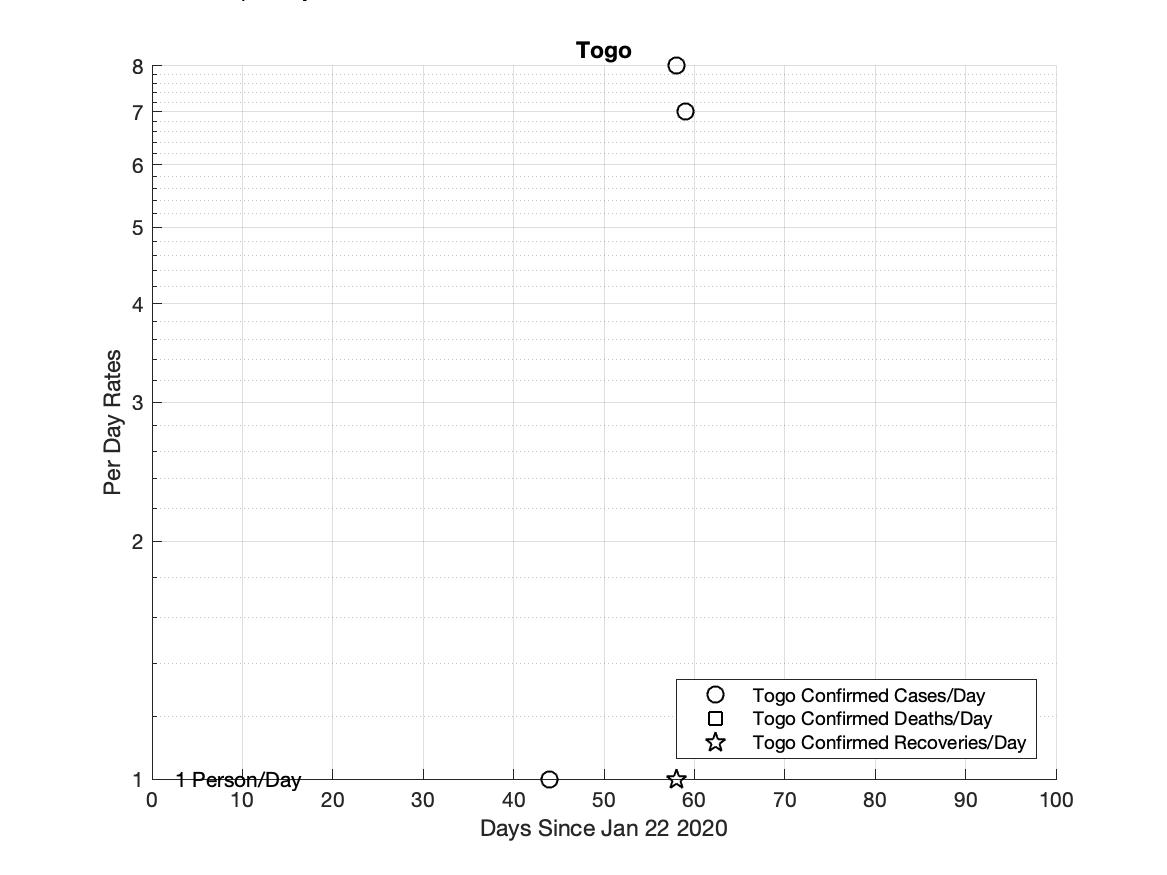 Togo
8
7
6
5
4
3
2
1
Per Day Rates
Togo Confirmed Cases/Day
Togo Confirmed Deaths/Day
Togo Confirmed Recoveries/Day
1 Person/Day
0 10 20 30 40 50 60 70 80 90 100
Days Since Jan 22 2020